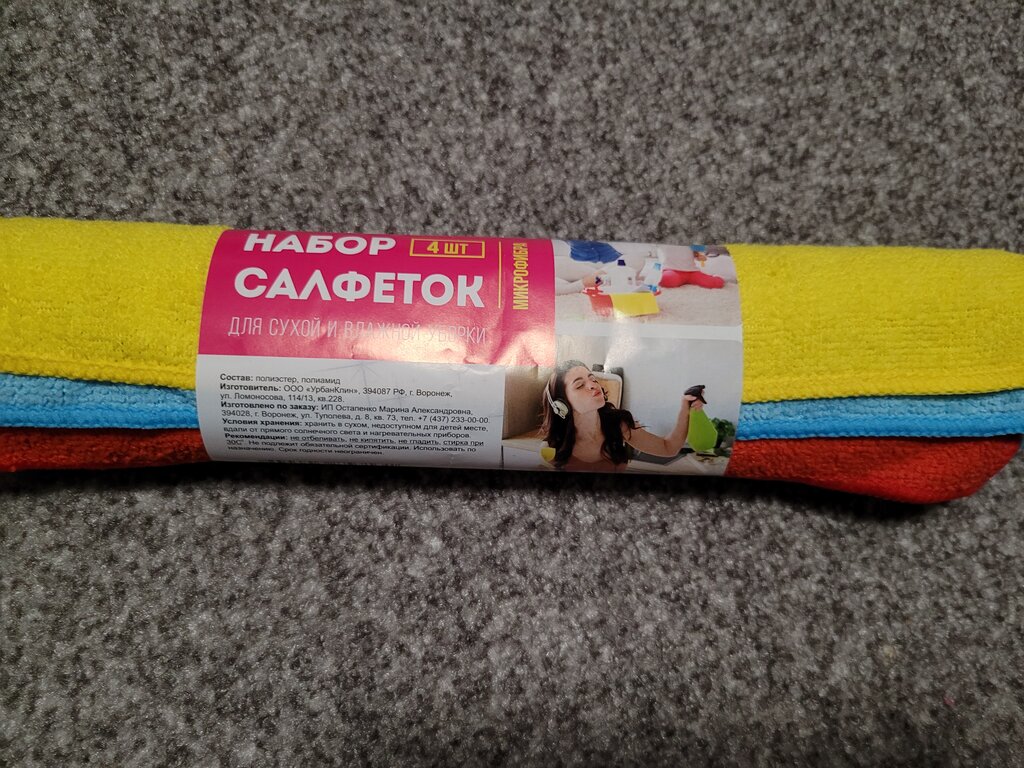 НАБОР 4 ШТ
САЛФЕТОК
ДЛЯ СУХОЙ И ВЛАЖНОЙ УБОРКИ
МИКРОФИБРА
Состав: полиэстер, полиамид
Изготовитель: ООО «УрбанКлин», 394087 РФ, г. Воронеж,
ул. Ломоносова, 114/13, кв.228.
Изготовлено по заказу: ИП Остапенко Марина Александровна,
394028, г. Воронеж, ул. Туполева, д. 8, кв. 73, тел. +7 (437) 233-00-00.
Условия хранения: хранить в сухом, недоступном для детей месте,
вдали от прямого солнечного света и нагревательных приборов.
Рекомендации: не отбеливать, не кипятить, не гладить, стирка при
30С°. Не подлежит обязательной сертификации. Использовать по
назначению. Срок годности неограничен.